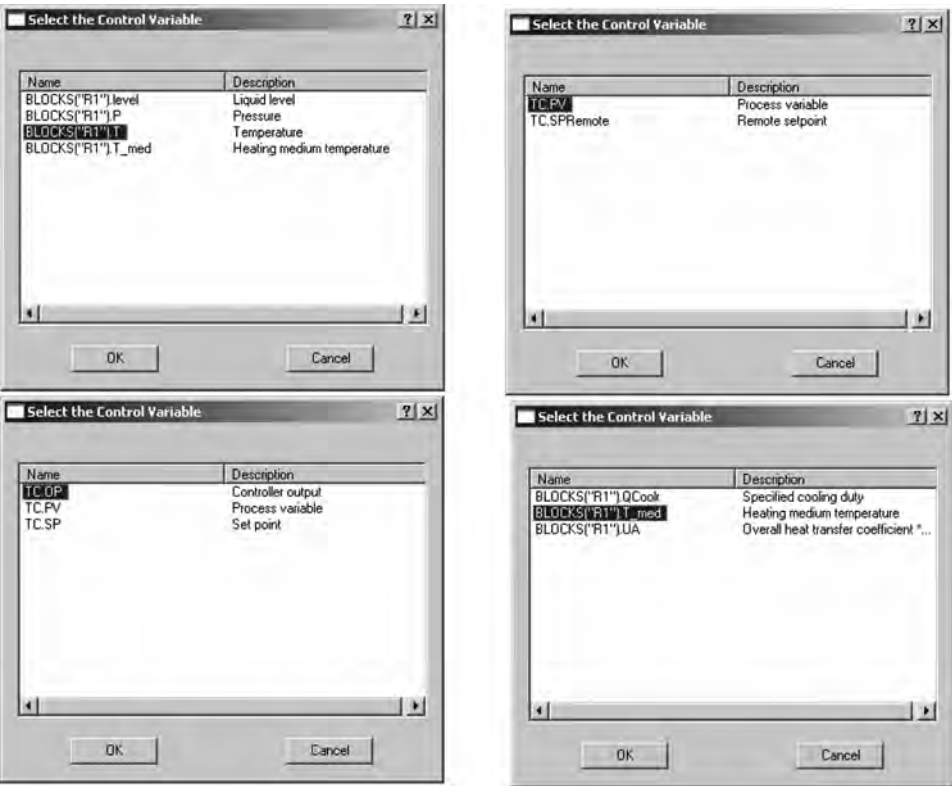 Select the Control Variable
Name Description
BLOCKS("R1").level Liquid level
BLOCKS("R1").P Pressure
BLOCKS("R1").T Temperature
BLOCKS("R1").T_med Heating medium temperature
OK Cancel
Select the Control Variable
Name Description
TC.PV Process variable
TC.SPRemote Remote setpoint
OK Cancel
Select the Control Variable
Name Description
TC.OP Controller output
TC.PV Process variable
TC.SP Set point
OK Cancel
Select the Control Variable
Name Description
BLOCKS("R1").QCookr Specified cooling duty
BLOCKS("R1").T_med Heating medium temperature
BLOCKS("R1").UA Overall heat transfer coefficient *...
OK Cancel